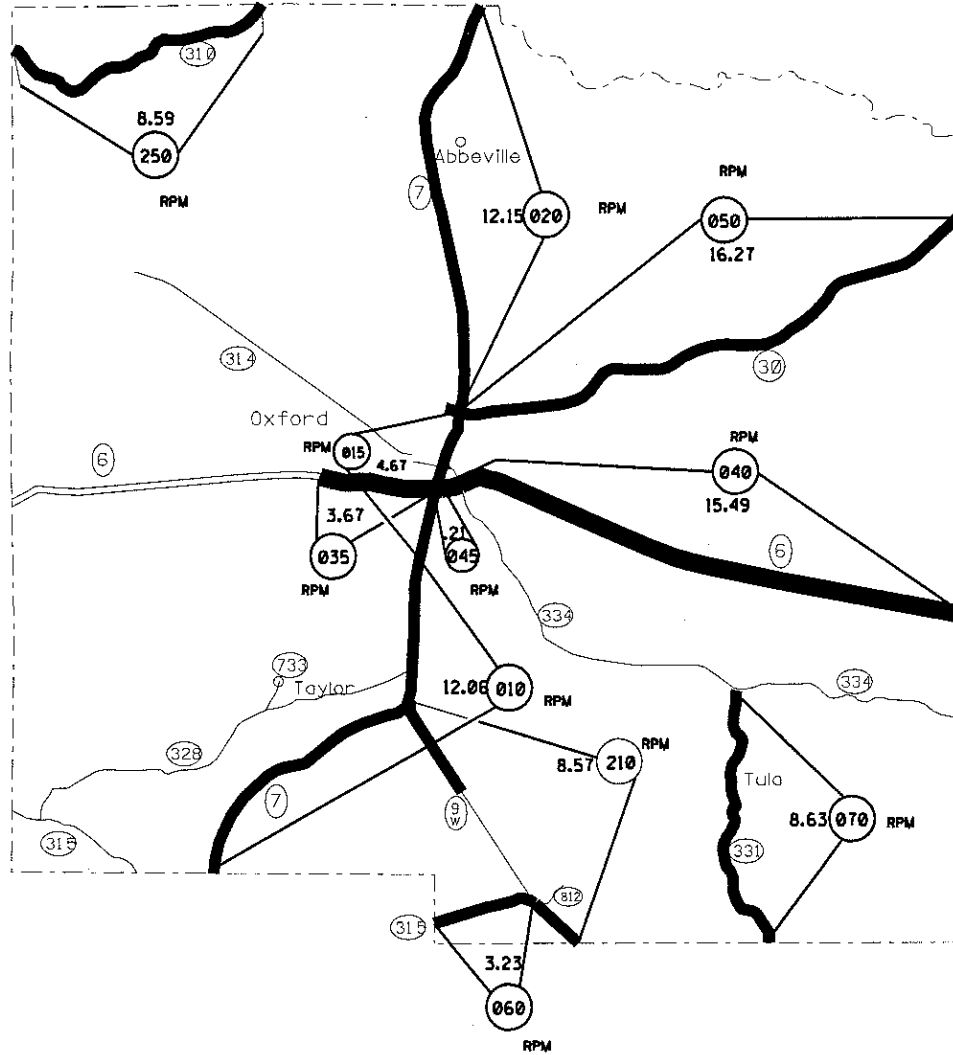 310
8.59
250
RPM
Abbeville
7
RPM
12.15
020
RPM
050
16.27
314
30
Oxford
RPM
015
4.67
RPM
6
040
15.49
3.67
.21
035
045
6
RPM
RPM
334
733
Taylor
12.06
010
RPM
334
328
8.57
210
RPM
Tula
7
9
W
8.63
070
RPM
315
331
812
315
3.23
060
RPM